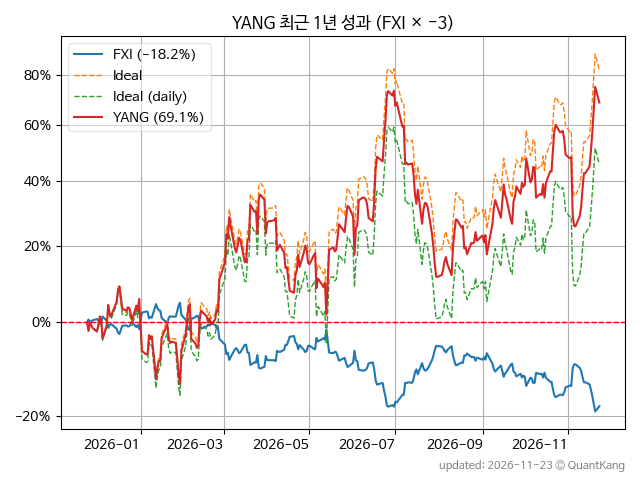 YANG 최근 1년 성과 (FXI × −3)
FXI (−18.2%)
Ideal
Ideal (daily)
YANG (69.1%)
80%
60%
40%
20%
0%
−20%
2026-01 2026-03 2026-05 2026-07 2026-09 2026-11
updated: 2026-11-23 © QuantKang